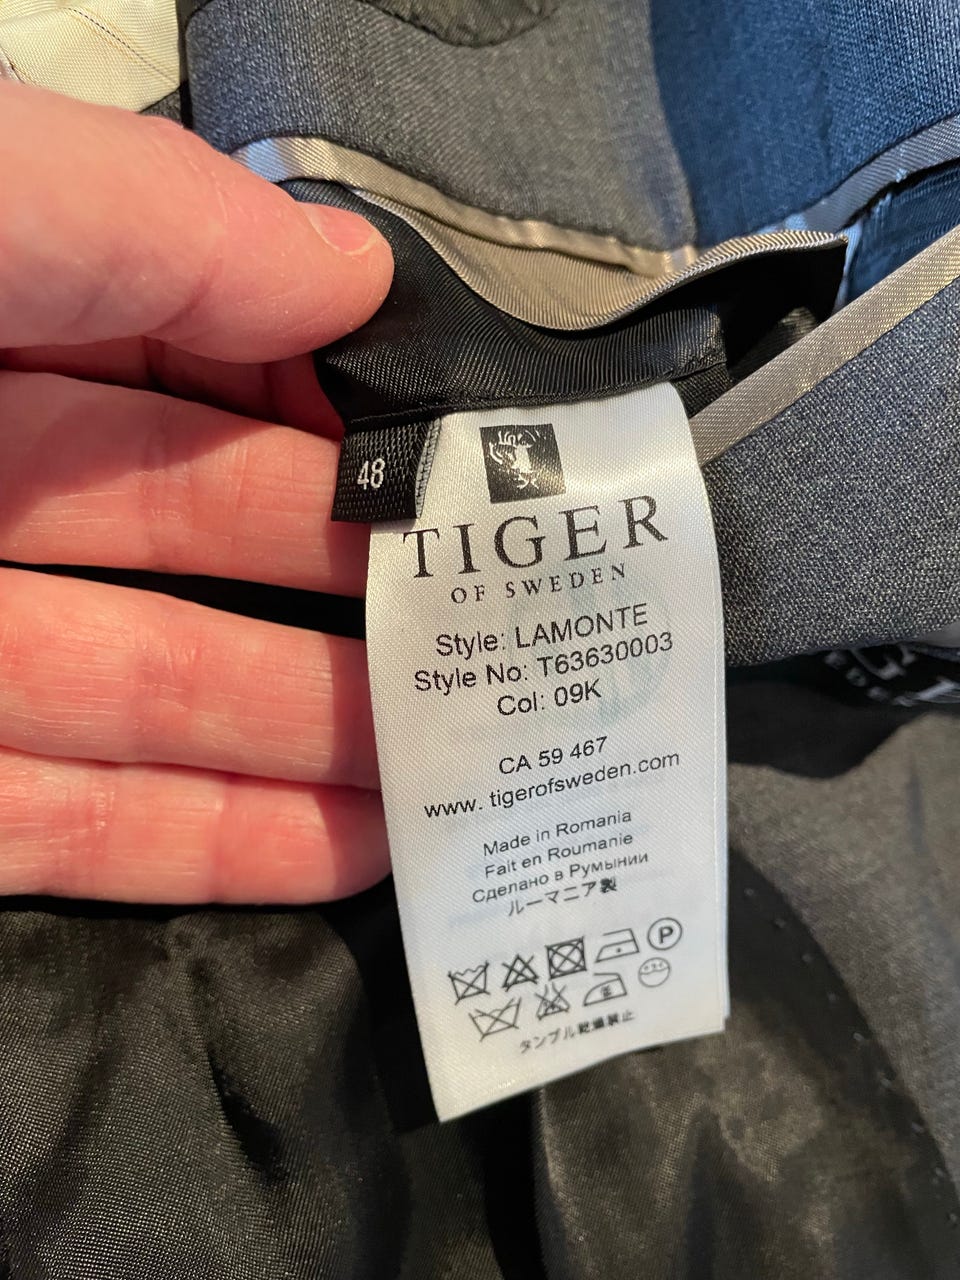 48
TIGER
OF SWEDEN
Style: LAMONTE
Style No: T63630003
Col: 09K
CA 59 467
www. tigerofsweden.com
Made in Romania
Fait en Roumanie
Сделано в Румынии
ルーマニア製
P
タンブル乾燥禁止